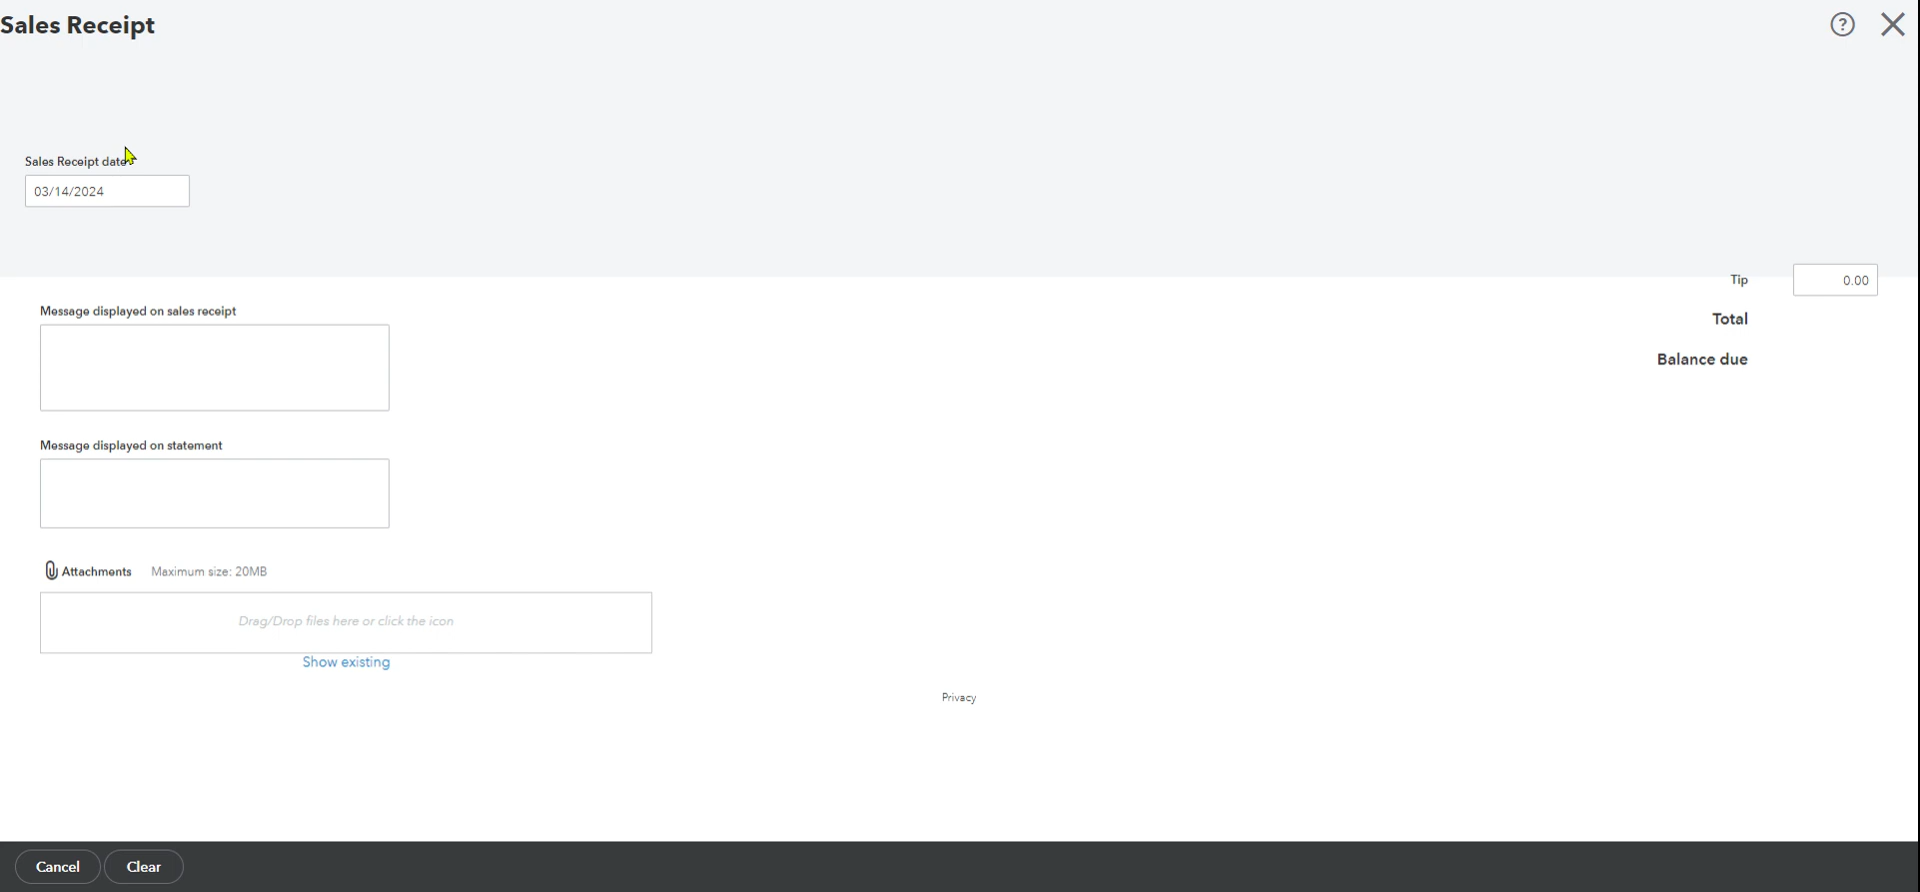 Sales Receipt
Sales Receipt date
03/14/2024
Tip 0.00
Total
Balance due
Message displayed on sales receipt
Message displayed on statement
Attachments Maximum size: 20MB
Drag/Drop files here or click the icon
Show existing
Privacy
Cancel Clear